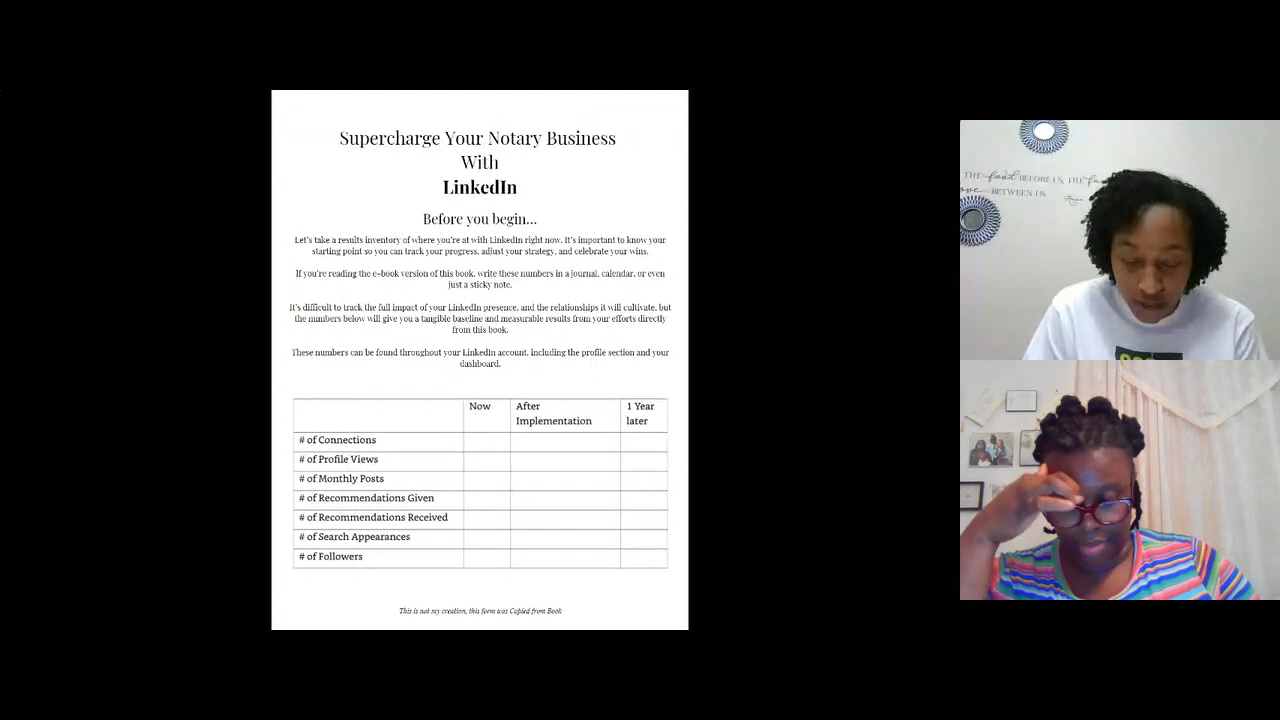 Supercharge Your Notary Business
With
LinkedIn
Before you begin...
Let's take a results inventory of where you're at with LinkedIn right now. It's important to know your
starting point so you can track your progress, adjust your strategy, and celebrate your wins.
If you're reading the e-book version of this book, write these numbers in a journal, calendar, or even
just a sticky note.
It's difficult to track the full impact of your LinkedIn presence, and the relationships it will cultivate, but
the numbers below will give you a tangible baseline and measurable results from your efforts directly
from this book.
These numbers can be found throughout your LinkedIn account, including the profile section and your
dashboard.
Now After 1 Year
Implementation later
# of Connections
# of Profile Views
# of Monthly Posts
# of Recommendations Given
# of Recommendations Received
# of Search Appearances
# of Followers
This is not my creation, this form was Copied from Book
THE food BEFORE US, THE
BETWEEN US.